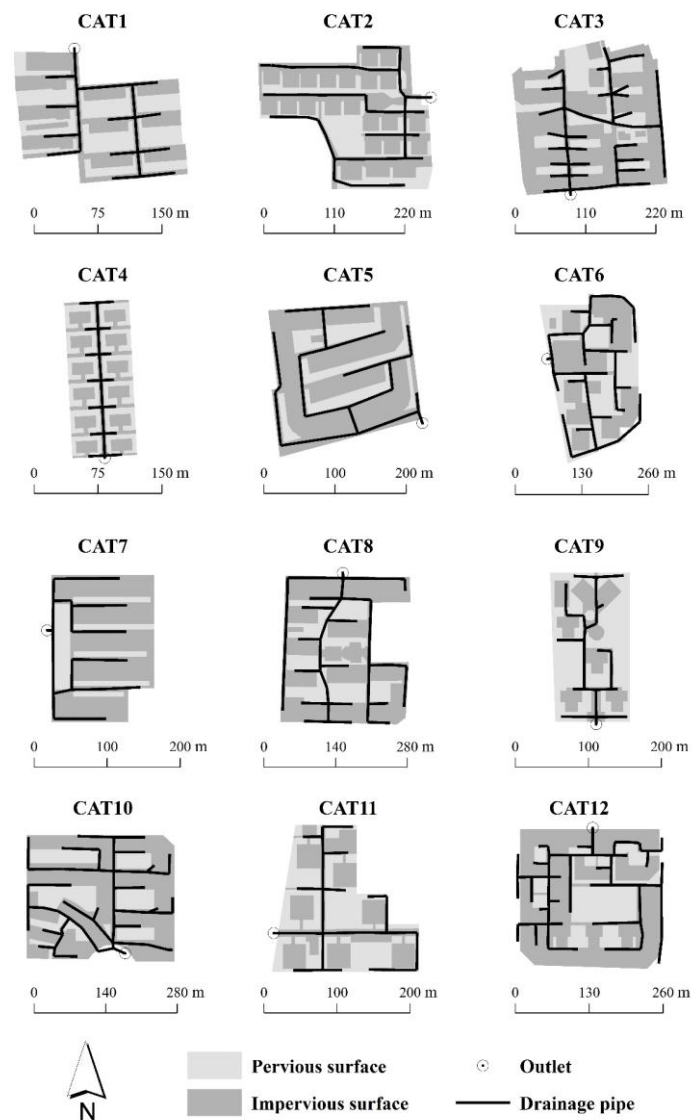 CAT1 CAT2 CAT3
0 75 150 m 0 110 220 m 0 110 220 m
CAT4 CAT5 CAT6
0 75 150 m 0 100 200 m 0 130 260 m
CAT7 CAT8 CAT9
0 100 200 m 0 140 280 m 0 100 200 m
CAT10 CAT11 CAT12
0 140 280 m 0 100 200 m 0 130 260 m
Pervious surface Outlet
Impervious surface Drainage pipe
N